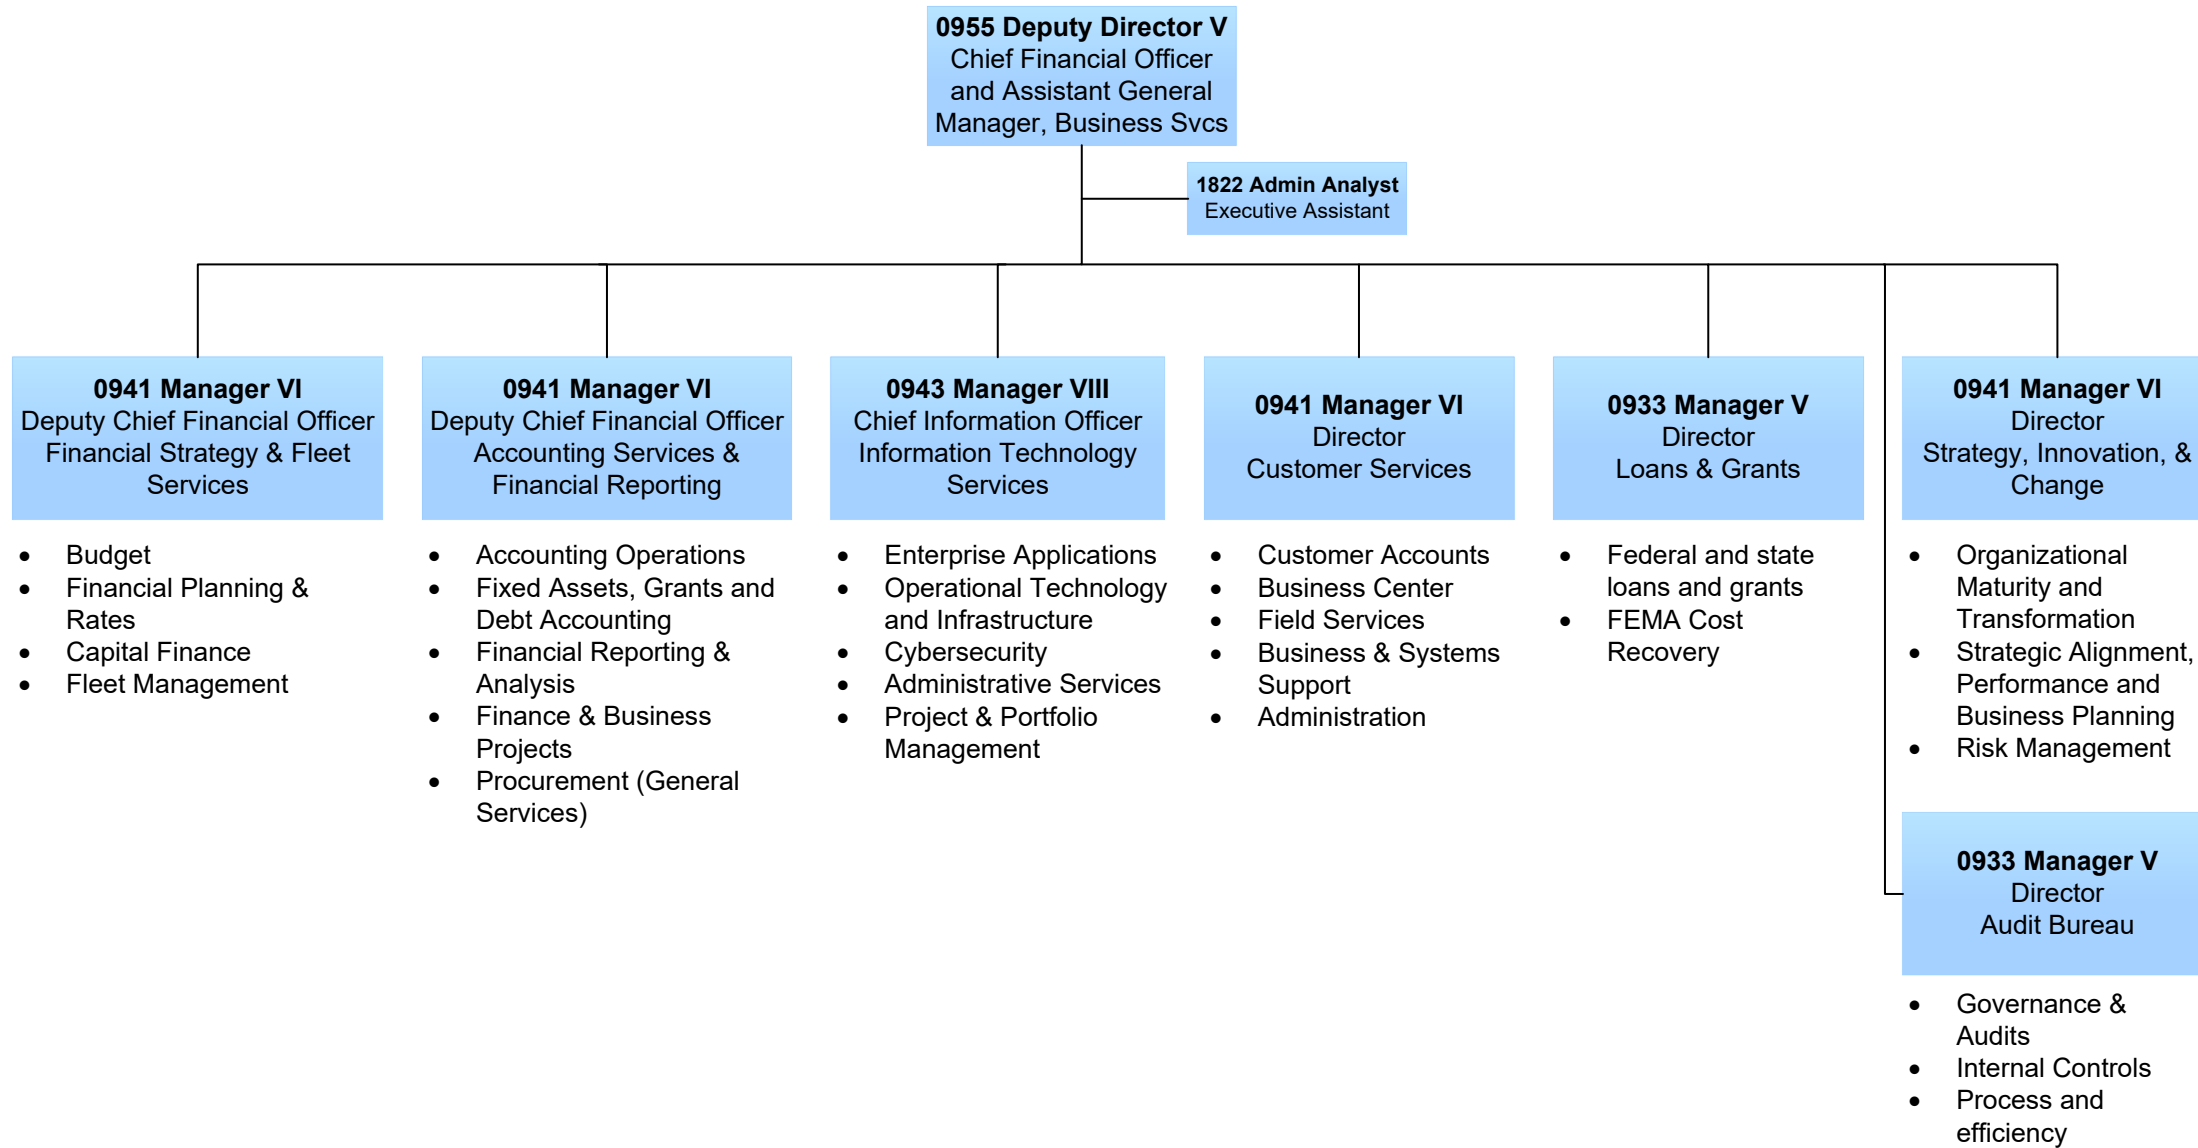 0955 Deputy Director V
Chief Financial Officer
and Assistant General
Manager, Business Svcs
1822 Admin Analyst
Executive Assistant
0941 Manager VI
Deputy Chief Financial Officer
Financial Strategy & Fleet
Services
• Budget
• Financial Planning &
Rates
• Capital Finance
• Fleet Management
0941 Manager VI
Deputy Chief Financial Officer
Accounting Services &
Financial Reporting
• Accounting Operations
• Fixed Assets, Grants and
Debt Accounting
• Financial Reporting &
Analysis
• Finance & Business
Projects
• Procurement (General
Services)
0943 Manager VIII
Chief Information Officer
Information Technology
Services
• Enterprise Applications
• Operational Technology
and Infrastructure
• Cybersecurity
• Administrative Services
• Project & Portfolio
Management
0941 Manager VI
Director
Customer Services
• Customer Accounts
• Business Center
• Field Services
• Business & Systems
Support
• Administration
0933 Manager V
Director
Loans & Grants
• Federal and state
loans and grants
• FEMA Cost
Recovery
0941 Manager VI
Director
Strategy, Innovation, &
Change
• Organizational
Maturity and
Transformation
• Strategic Alignment,
Performance and
Business Planning
• Risk Management
0933 Manager V
Director
Audit Bureau
• Governance &
Audits
• Internal Controls
• Process and
efficiency